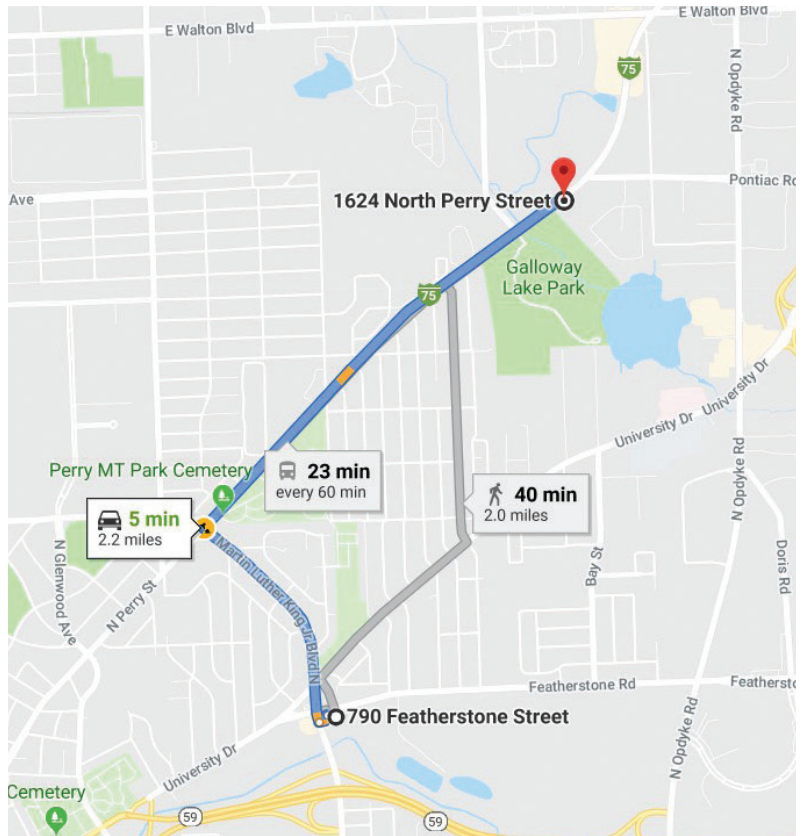 E Walton Blvd
E Walton Blvd
75
N Opdyke Rd
Ave
Pontiac Rd
1624 North Perry Street
Galloway
Lake Park
75
University Dr
University Dr
Perry MT Park Cemetery
23 min
every 60 min
40 min
2.0 miles
5 min
2.2 miles
N Glenwood Ave
N Perry St
Martin Luther King Jr Blvd N
Bay St
N Opdyke Rd
Doris Rd
Featherstone Rd
Featherston
790 Featherstone Street
University Dr
N Opdyke Rd
Cemetery
59
59